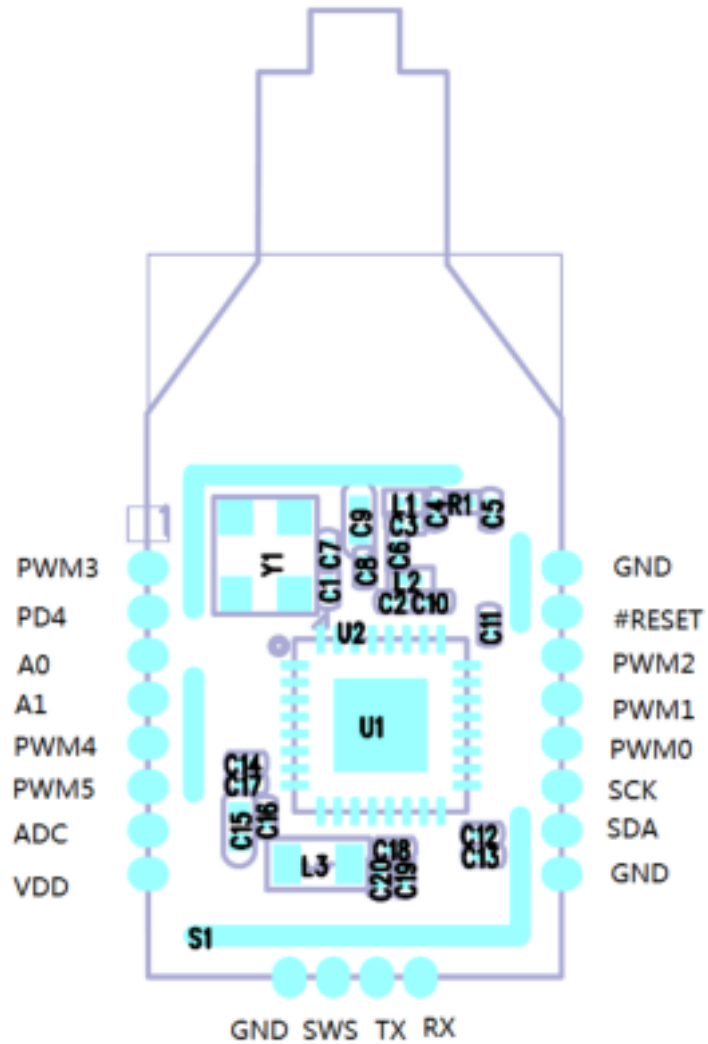 1
L1 C4 R1 C5
C9 C3
Y1 C7 C8 C6
C1 L2
C2 C10
C11
U2
U1
PWM3
PD4
A0
A1
PWM4
PWM5
ADC
VDD
GND
#RESET
PWM2
PWM1
PWM0
SCK
SDA
GND
C14
C17
C15 C16
C12
C13
L3 C18
C20 C19
S1
GND SWS TX RX